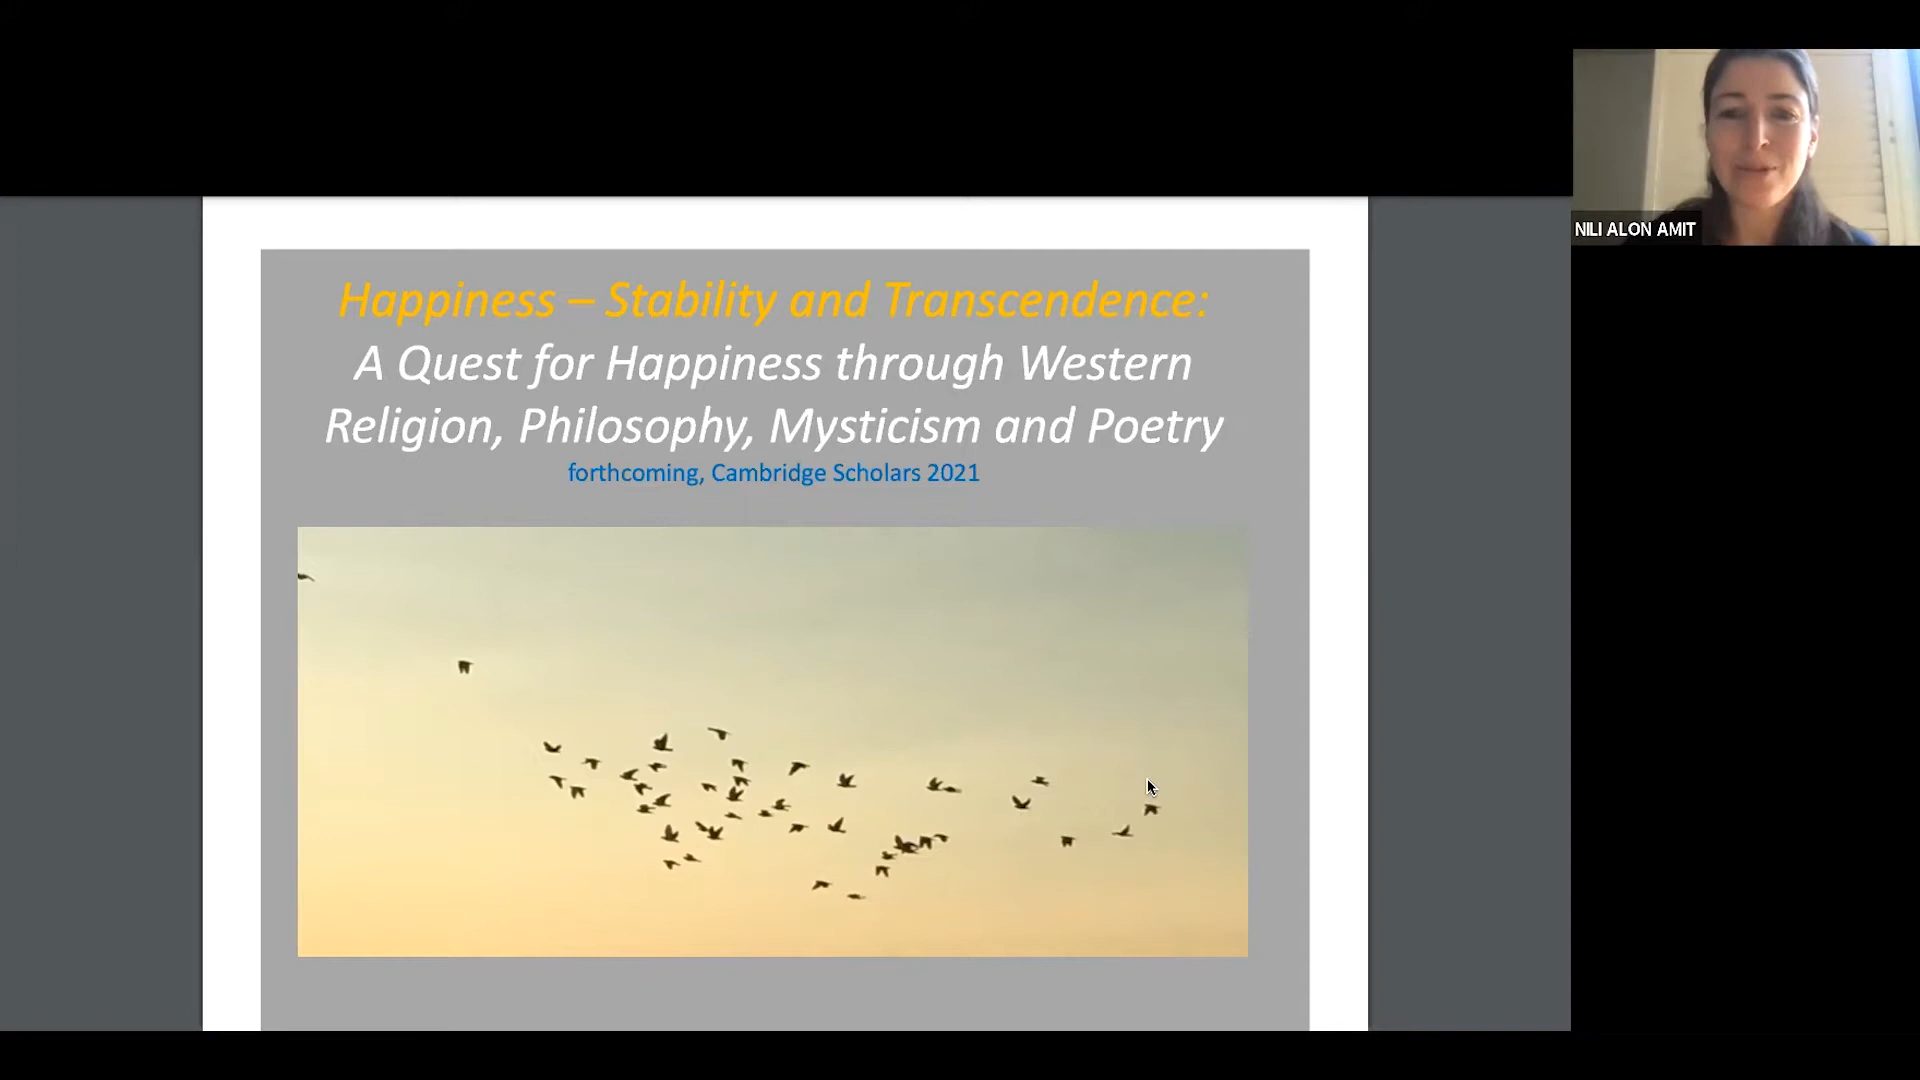 Happiness – Stability and Transcendence:
A Quest for Happiness through Western
Religion, Philosophy, Mysticism and Poetry
forthcoming, Cambridge Scholars 2021
NILI ALON AMIT